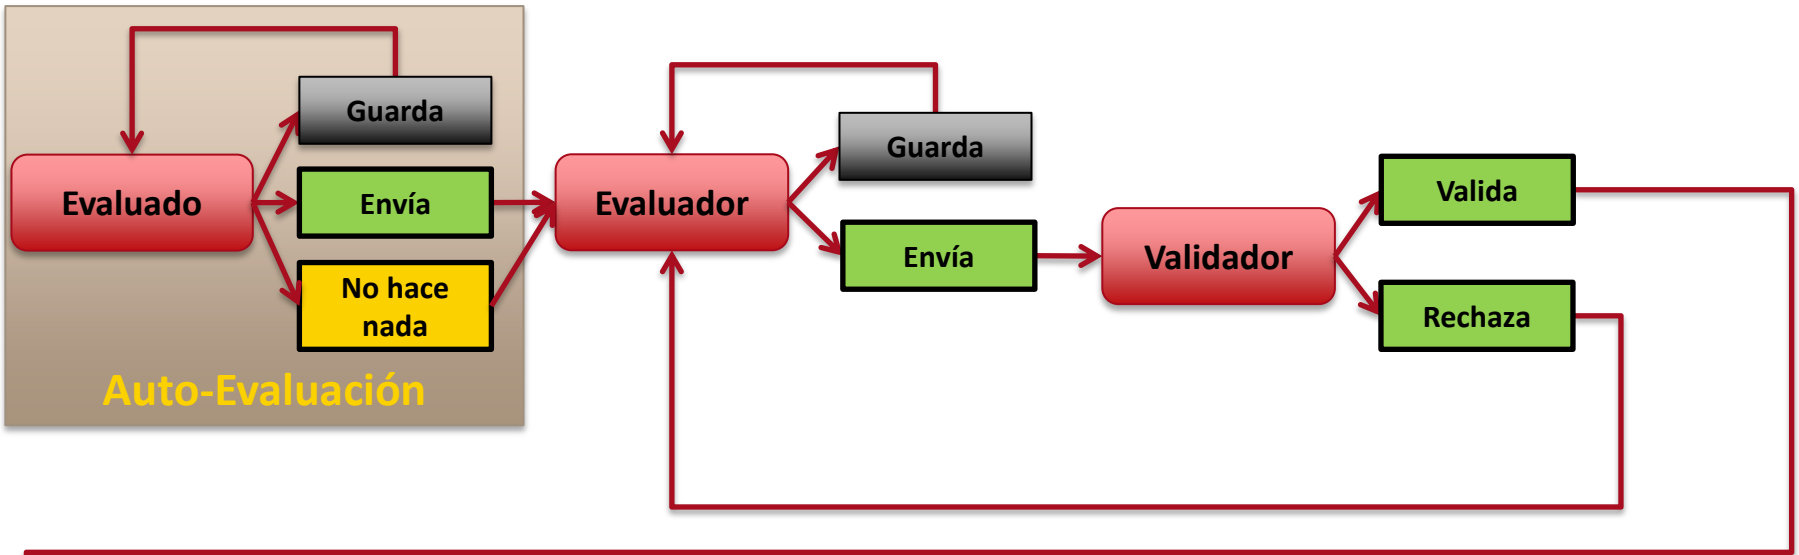 Guarda
Evaluado
Envía
No hace
nada
Auto-Evaluación
Evaluador
Guarda
Envía
Validador
Valida
Rechaza